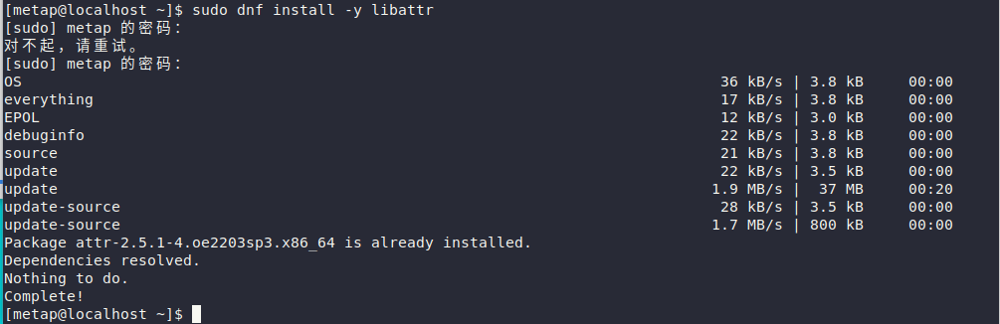 [metap@localhost ~]$ sudo dnf install -y libattr
[sudo] metap 的密码：
对不起，请重试。
[sudo] metap 的密码：
OS 36 kB/s | 3.8 kB 00:00
everything 17 kB/s | 3.8 kB 00:00
EPOL 12 kB/s | 3.0 kB 00:00
debuginfo 22 kB/s | 3.8 kB 00:00
source 21 kB/s | 3.8 kB 00:00
update 22 kB/s | 3.5 kB 00:00
update 1.9 MB/s | 37 MB 00:20
update-source 28 kB/s | 3.5 kB 00:00
update-source 1.7 MB/s | 800 kB 00:00
Package attr-2.5.1-4.oe2203sp3.x86_64 is already installed.
Dependencies resolved.
Nothing to do.
Complete!
[metap@localhost ~]$